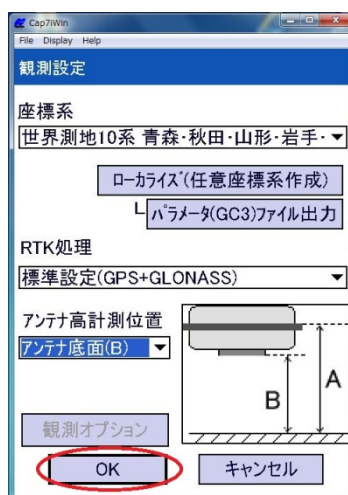 Cap7iWin
File Display Help
観測設定
座標系
世界測地10系 青森・秋田・山形・岩手・
ローカライズ(任意座標系作成)
パラメータ(GC3)ファイル出力
RTK処理
標準設定(GPS+GLONASS)
アンテナ高計測位置
アンテナ底面(B)
A
B
観測オプション
OK キャンセル